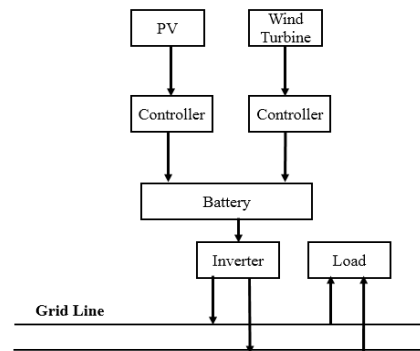 PV
Wind
Turbine
Controller
Controller
Battery
Inverter
Load
Grid Line